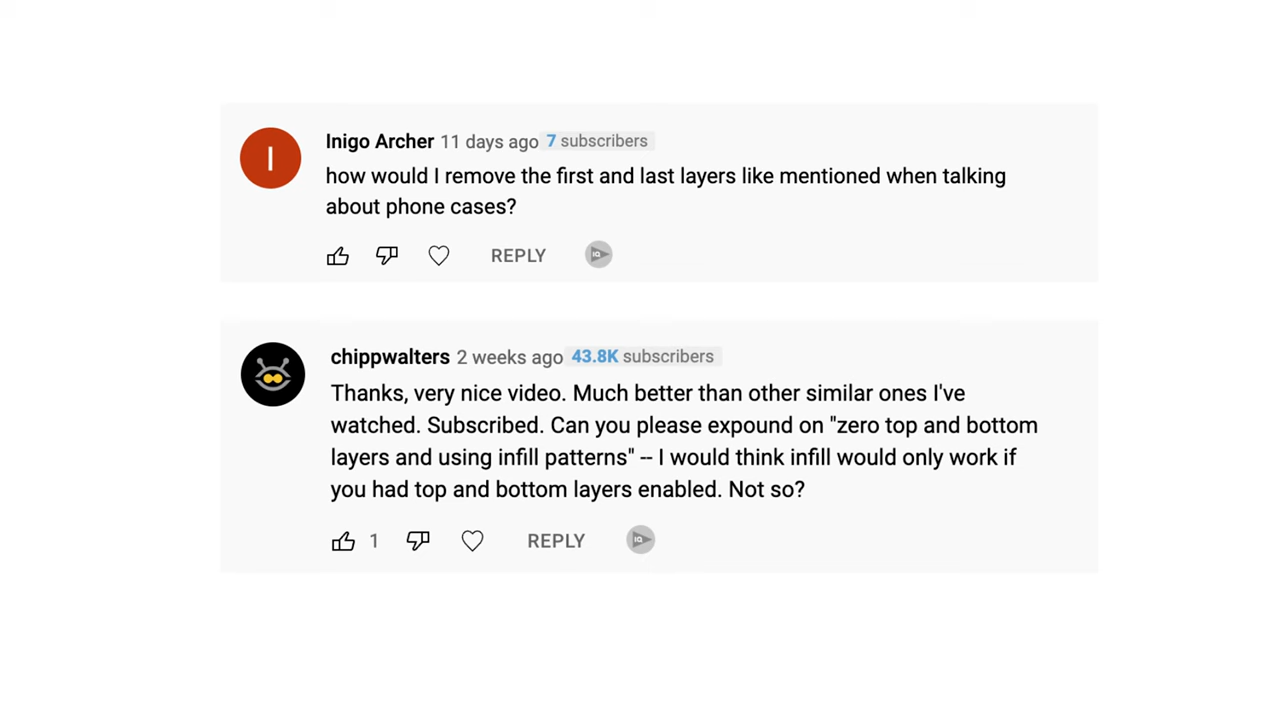 I
Inigo Archer 11 days ago 7 subscribers
how would I remove the first and last layers like mentioned when talking
about phone cases?
REPLY
IQ
chippwalters 2 weeks ago 43.8K subscribers
Thanks, very nice video. Much better than other similar ones I've
watched. Subscribed. Can you please expound on "zero top and bottom
layers and using infill patterns" -- I would think infill would only work if
you had top and bottom layers enabled. Not so?
1 REPLY
IQ